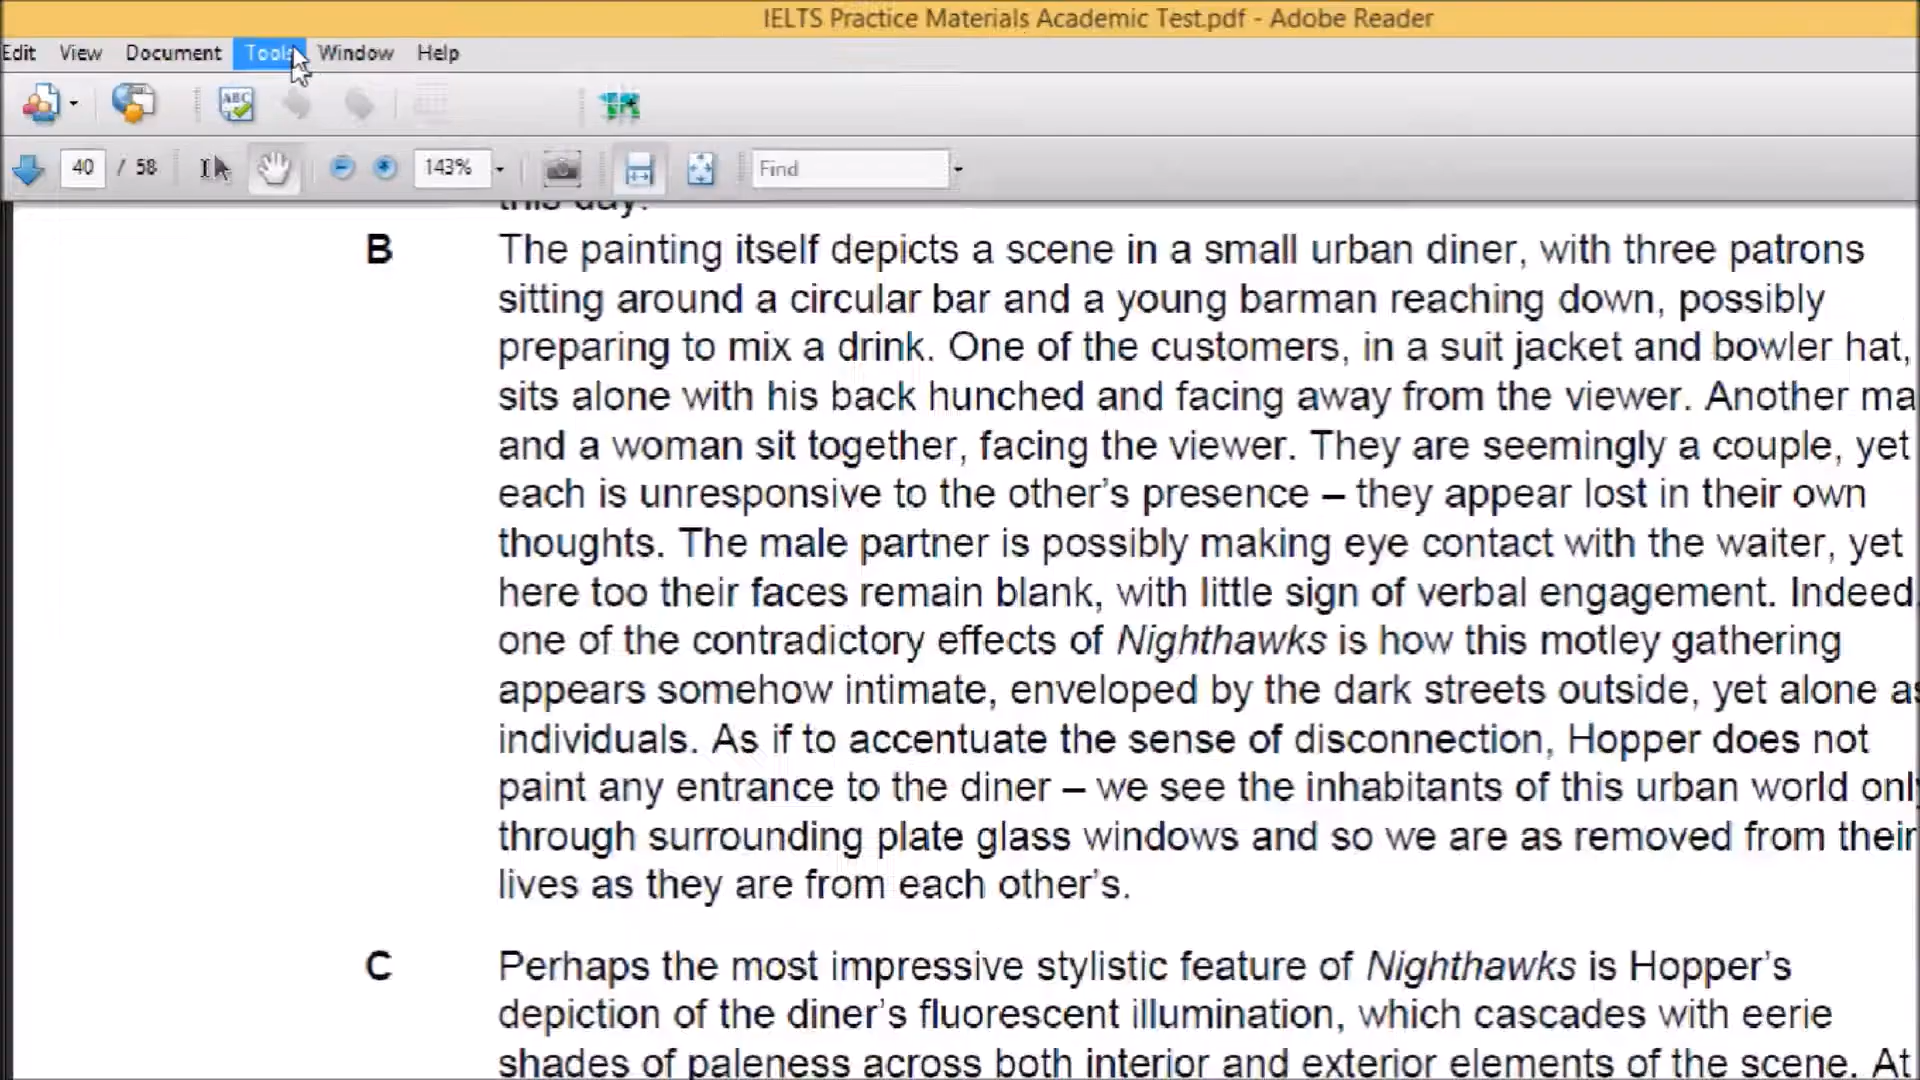 IELTS Practice Materials Academic Test.pdf - Adobe Reader
Edit View Document Tools Window Help
ABC
40 / 58 143% Find
this day.
B The painting itself depicts a scene in a small urban diner, with three patrons
sitting around a circular bar and a young barman reaching down, possibly
preparing to mix a drink. One of the customers, in a suit jacket and bowler hat,
sits alone with his back hunched and facing away from the viewer. Another ma
and a woman sit together, facing the viewer. They are seemingly a couple, yet
each is unresponsive to the other's presence – they appear lost in their own
thoughts. The male partner is possibly making eye contact with the waiter, yet
here too their faces remain blank, with little sign of verbal engagement. Indeed,
one of the contradictory effects of Nighthawks is how this motley gathering
appears somehow intimate, enveloped by the dark streets outside, yet alone as
individuals. As if to accentuate the sense of disconnection, Hopper does not
paint any entrance to the diner – we see the inhabitants of this urban world only
through surrounding plate glass windows and so we are as removed from their
lives as they are from each other's.
C Perhaps the most impressive stylistic feature of Nighthawks is Hopper's
depiction of the diner's fluorescent illumination, which cascades with eerie
shades of paleness across both interior and exterior elements of the scene. At